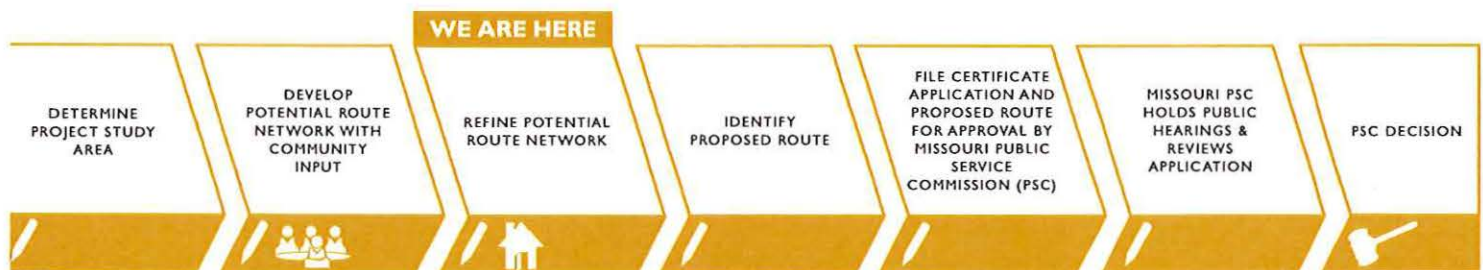 WE ARE HERE
DETERMINE
PROJECT STUDY
AREA
DEVELOP
POTENTIAL ROUTE
NETWORK WITH
COMMUNITY
INPUT
REFINE POTENTIAL
ROUTE NETWORK
IDENTIFY
PROPOSED ROUTE
FILE CERTIFICATE
APPLICATION AND
PROPOSED ROUTE
FOR APPROVAL BY
MISSOURI PUBLIC
SERVICE
COMMISSION (PSC)
MISSOURI PSC
HOLDS PUBLIC
HEARINGS &
REVIEWS
APPLICATION
PSC DECISION